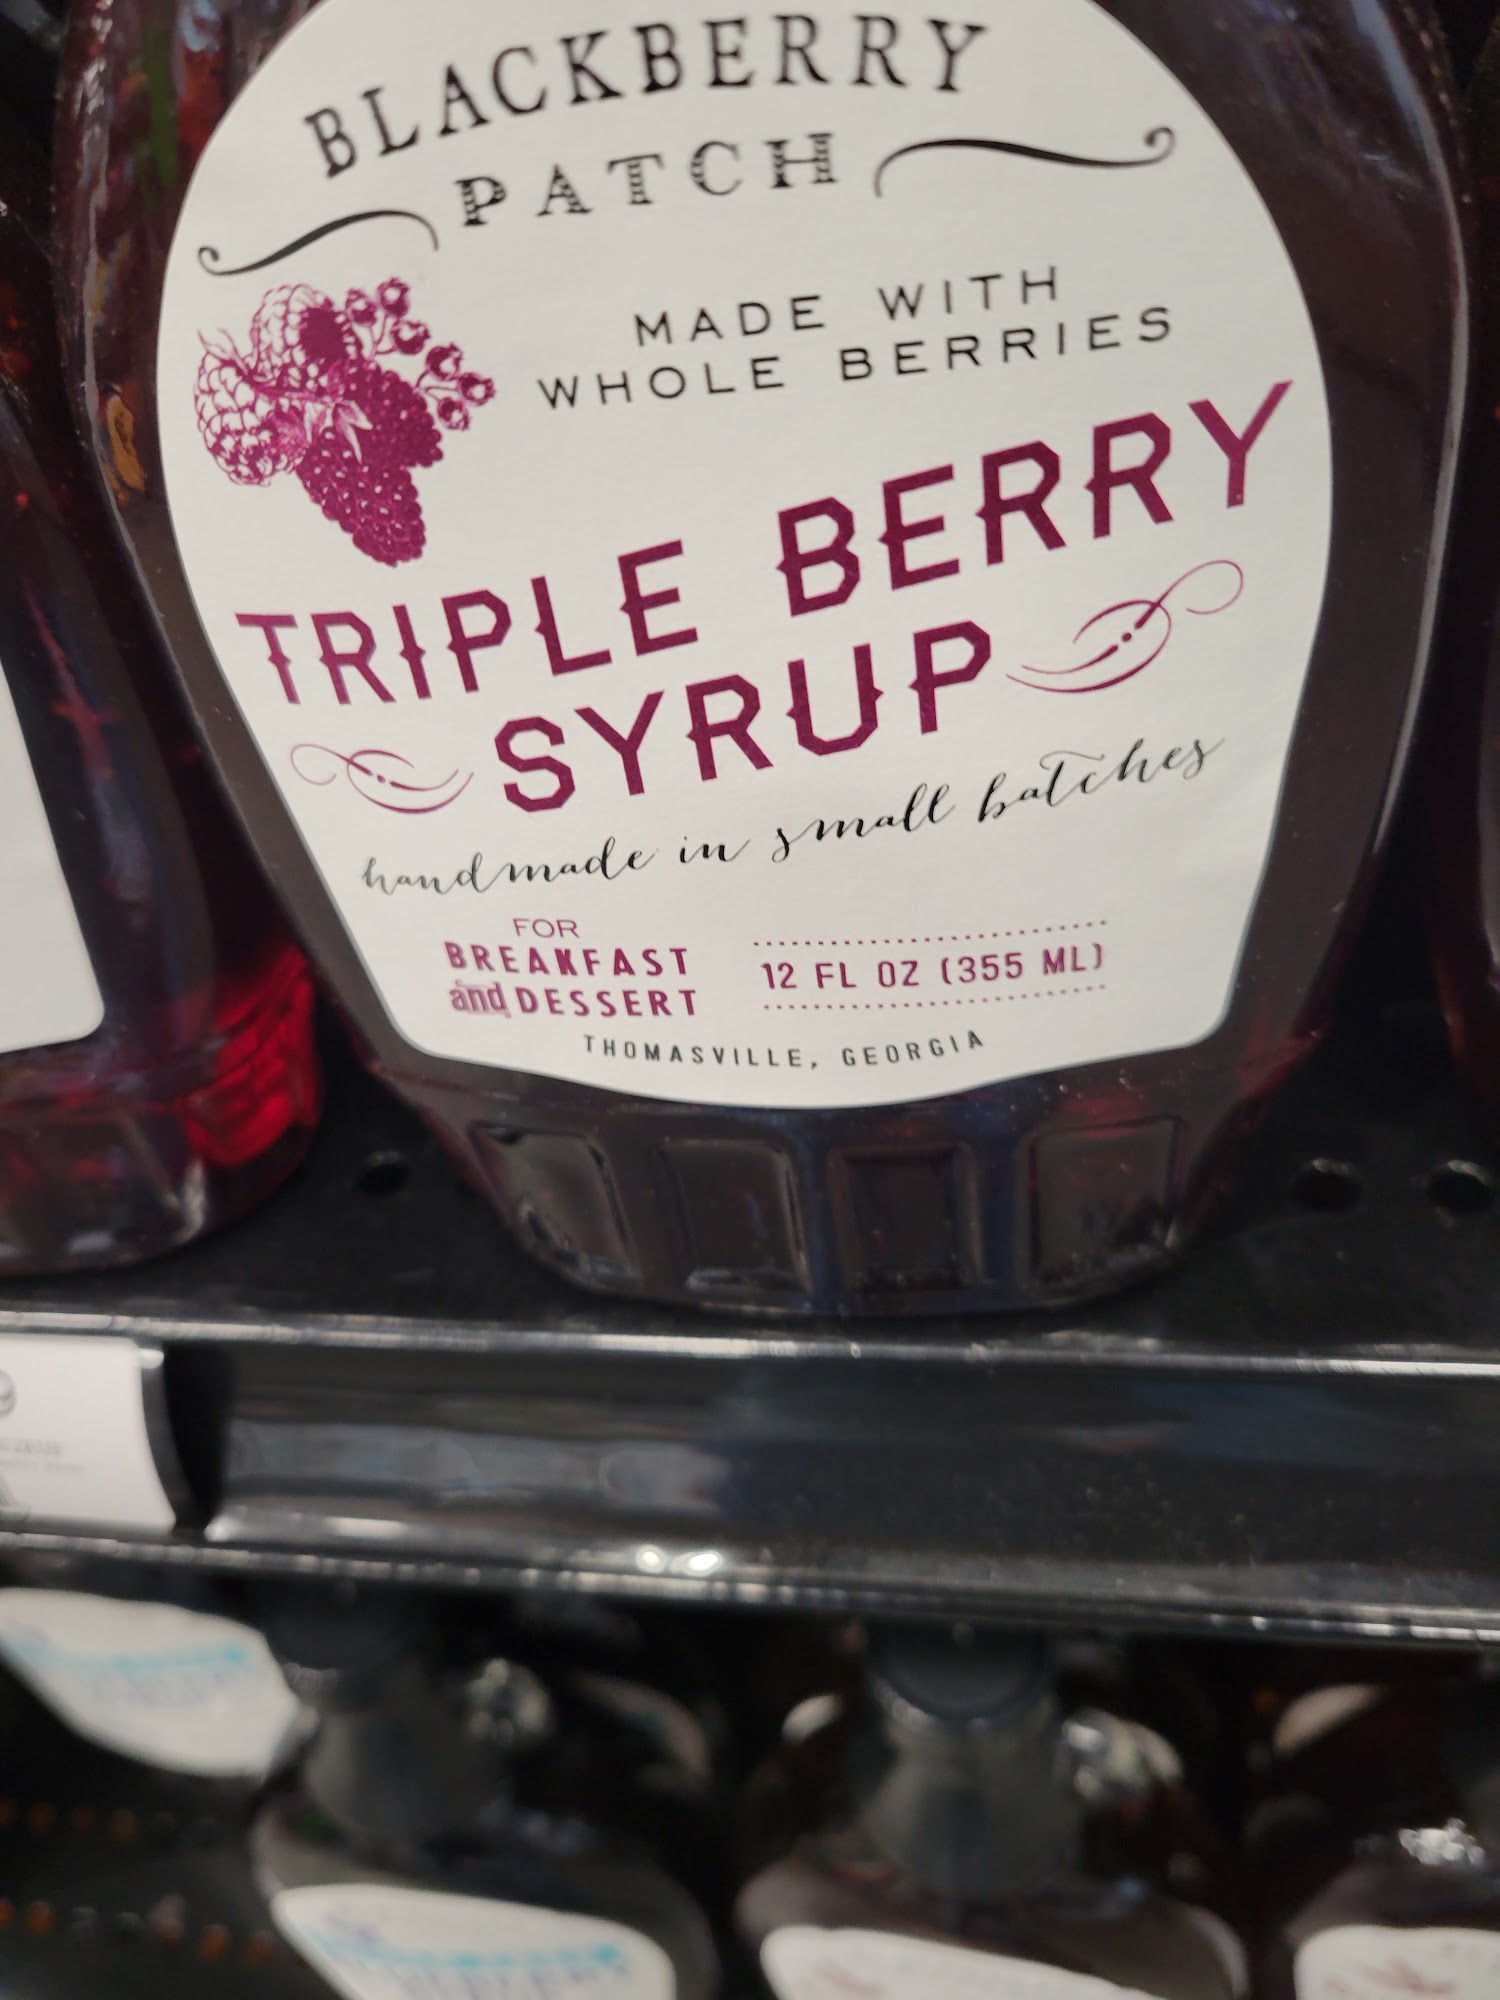 BLACKBERRY
PATCH
MADE WITH
WHOLE BERRIES
TRIPLE BERRY
SYRUP
handmade in small batches
FOR
BREAKFAST
and DESSERT
12 FL OZ (355 ML)
THOMASVILLE, GEORGIA